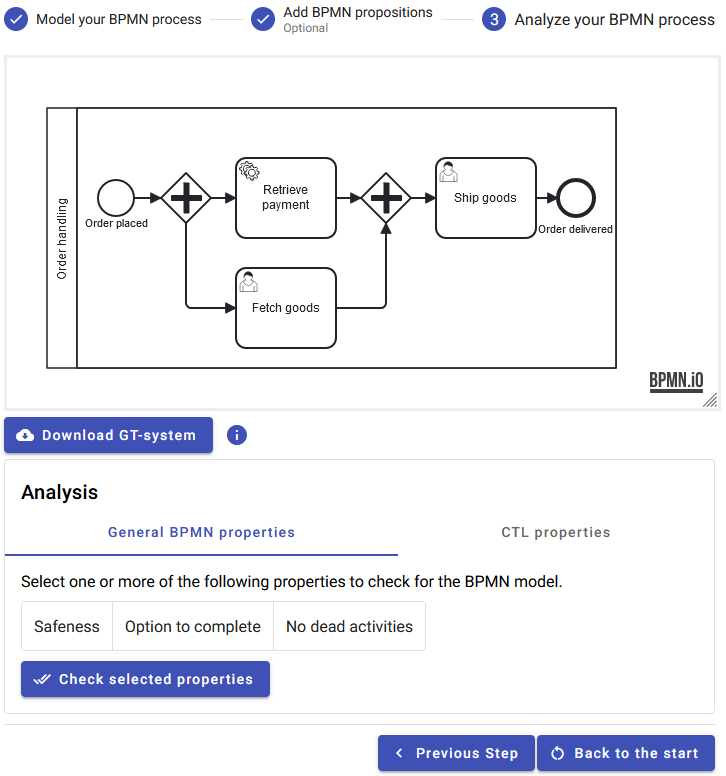 Model your BPMN process
Add BPMN propositions
Optional
3
Analyze your BPMN process
Order handling
Order placed
Retrieve
payment
Fetch goods
Ship goods
Order delivered
BPMN.iO
Download GT-system
i
Analysis
General BPMN properties
CTL properties
Select one or more of the following properties to check for the BPMN model.
Safeness
Option to complete
No dead activities
Check selected properties
Previous Step
Back to the start